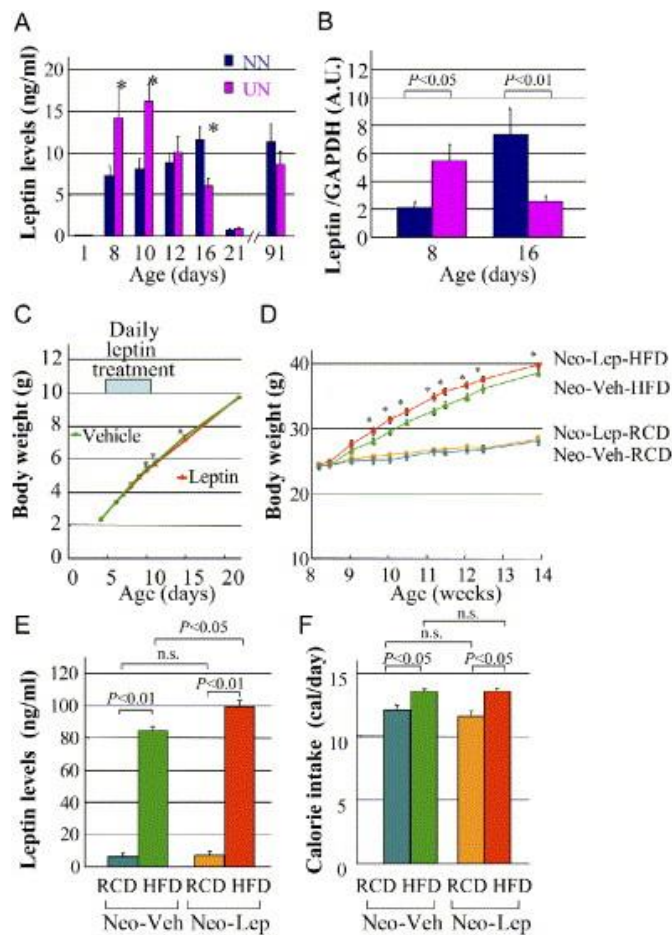 A
Leptin levels (ng/ml)
20
15
10
5
0
NN
UN
*
*
*
1 8 10 12 16 21 91
Age (days)
B
Leptin /GAPDH (A.U.)
14
12
10
8
6
4
2
0
P<0.05
P<0.01
8 16
Age (days)
C
Daily
leptin
treatment
Body weight (g)
12
10
8
6
4
2
0
Vehicle
Leptin
0 5 10 15 20
Age (days)
D
Body weight (g)
40
30
20
10
Neo-Lep-HFD
Neo-Veh-HFD
Neo-Lep-RCD
Neo-Veh-RCD
8 9 10 11 12 13 14
Age (weeks)
E
Leptin levels (ng/ml)
120
100
80
60
40
20
0
P<0.05
n.s.
P<0.01
P<0.01
RCD HFD RCD HFD
Neo-Veh Neo-Lep
F
Calorie intake (cal/day)
15
10
5
0
n.s.
n.s.
P<0.05
P<0.05
RCD HFD RCD HFD
Neo-Veh Neo-Lep